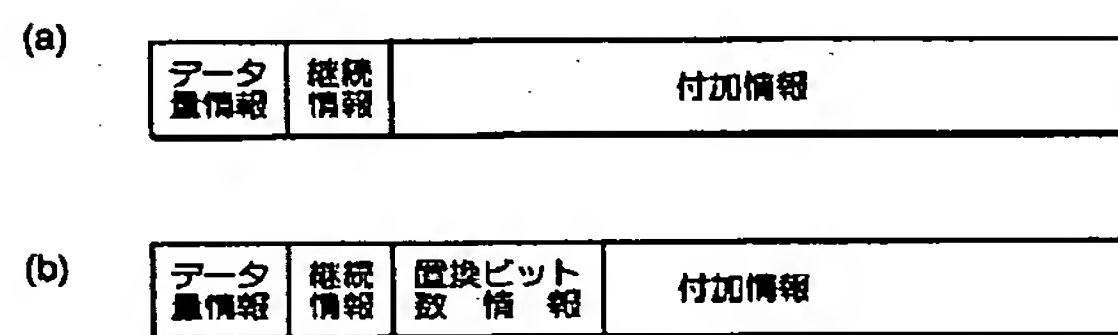 (a)
データ
量情報
継続
情報
付加情報
(b)
データ
量情報
継続
情報
置換ビット
数情報
付加情報